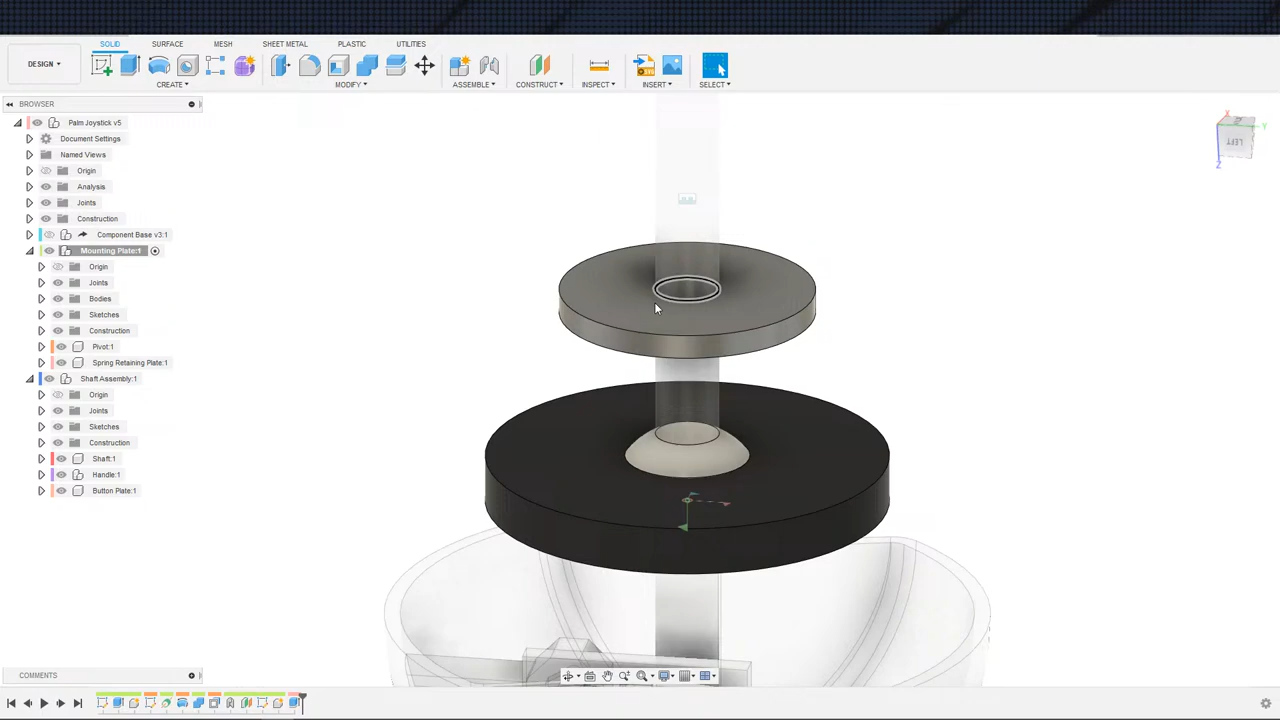 SOLID SURFACE MESH SHEET METAL PLASTIC UTILITIES
DESIGN
CREATE MODIFY ASSEMBLE CONSTRUCT INSPECT INSERT SELECT
BROWSER
Palm Joystick v5
Document Settings
Named Views
Origin
Analysis
Joints
Construction
Component Base v3:1
Mounting Plate:1
Origin
Joints
Bodies
Sketches
Construction
Pivot:1
Spring Retaining Plate:1
Shaft Assembly:1
Origin
Joints
Sketches
Construction
Shaft:1
Handle:1
Button Plate:1
X
Y
LEFT
Z
COMMENTS